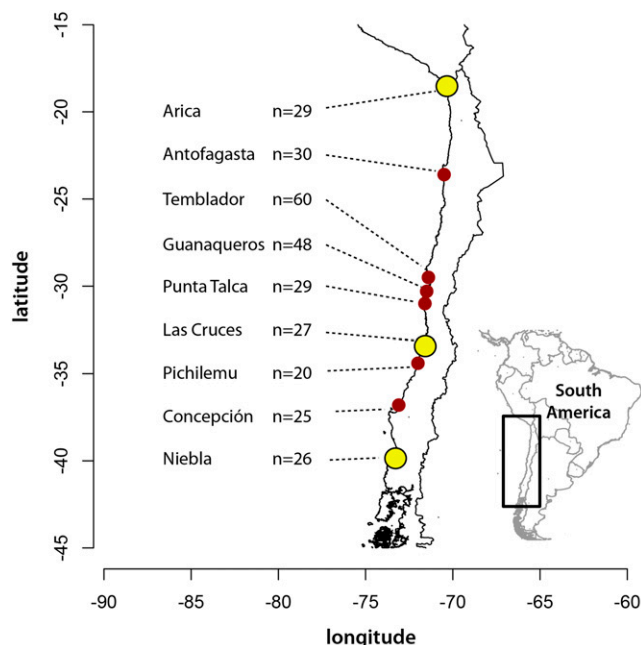 -15
-20
-25
-30
-35
-40
-45
latitude
Arica n=29
Antofagasta n=30
Temblador n=60
Guanaqueros n=48
Punta Talca n=29
Las Cruces n=27
Pichilemu n=20
Concepción n=25
Niebla n=26
South
America
-90 -85 -80 -75 -70 -65 -60
longitude